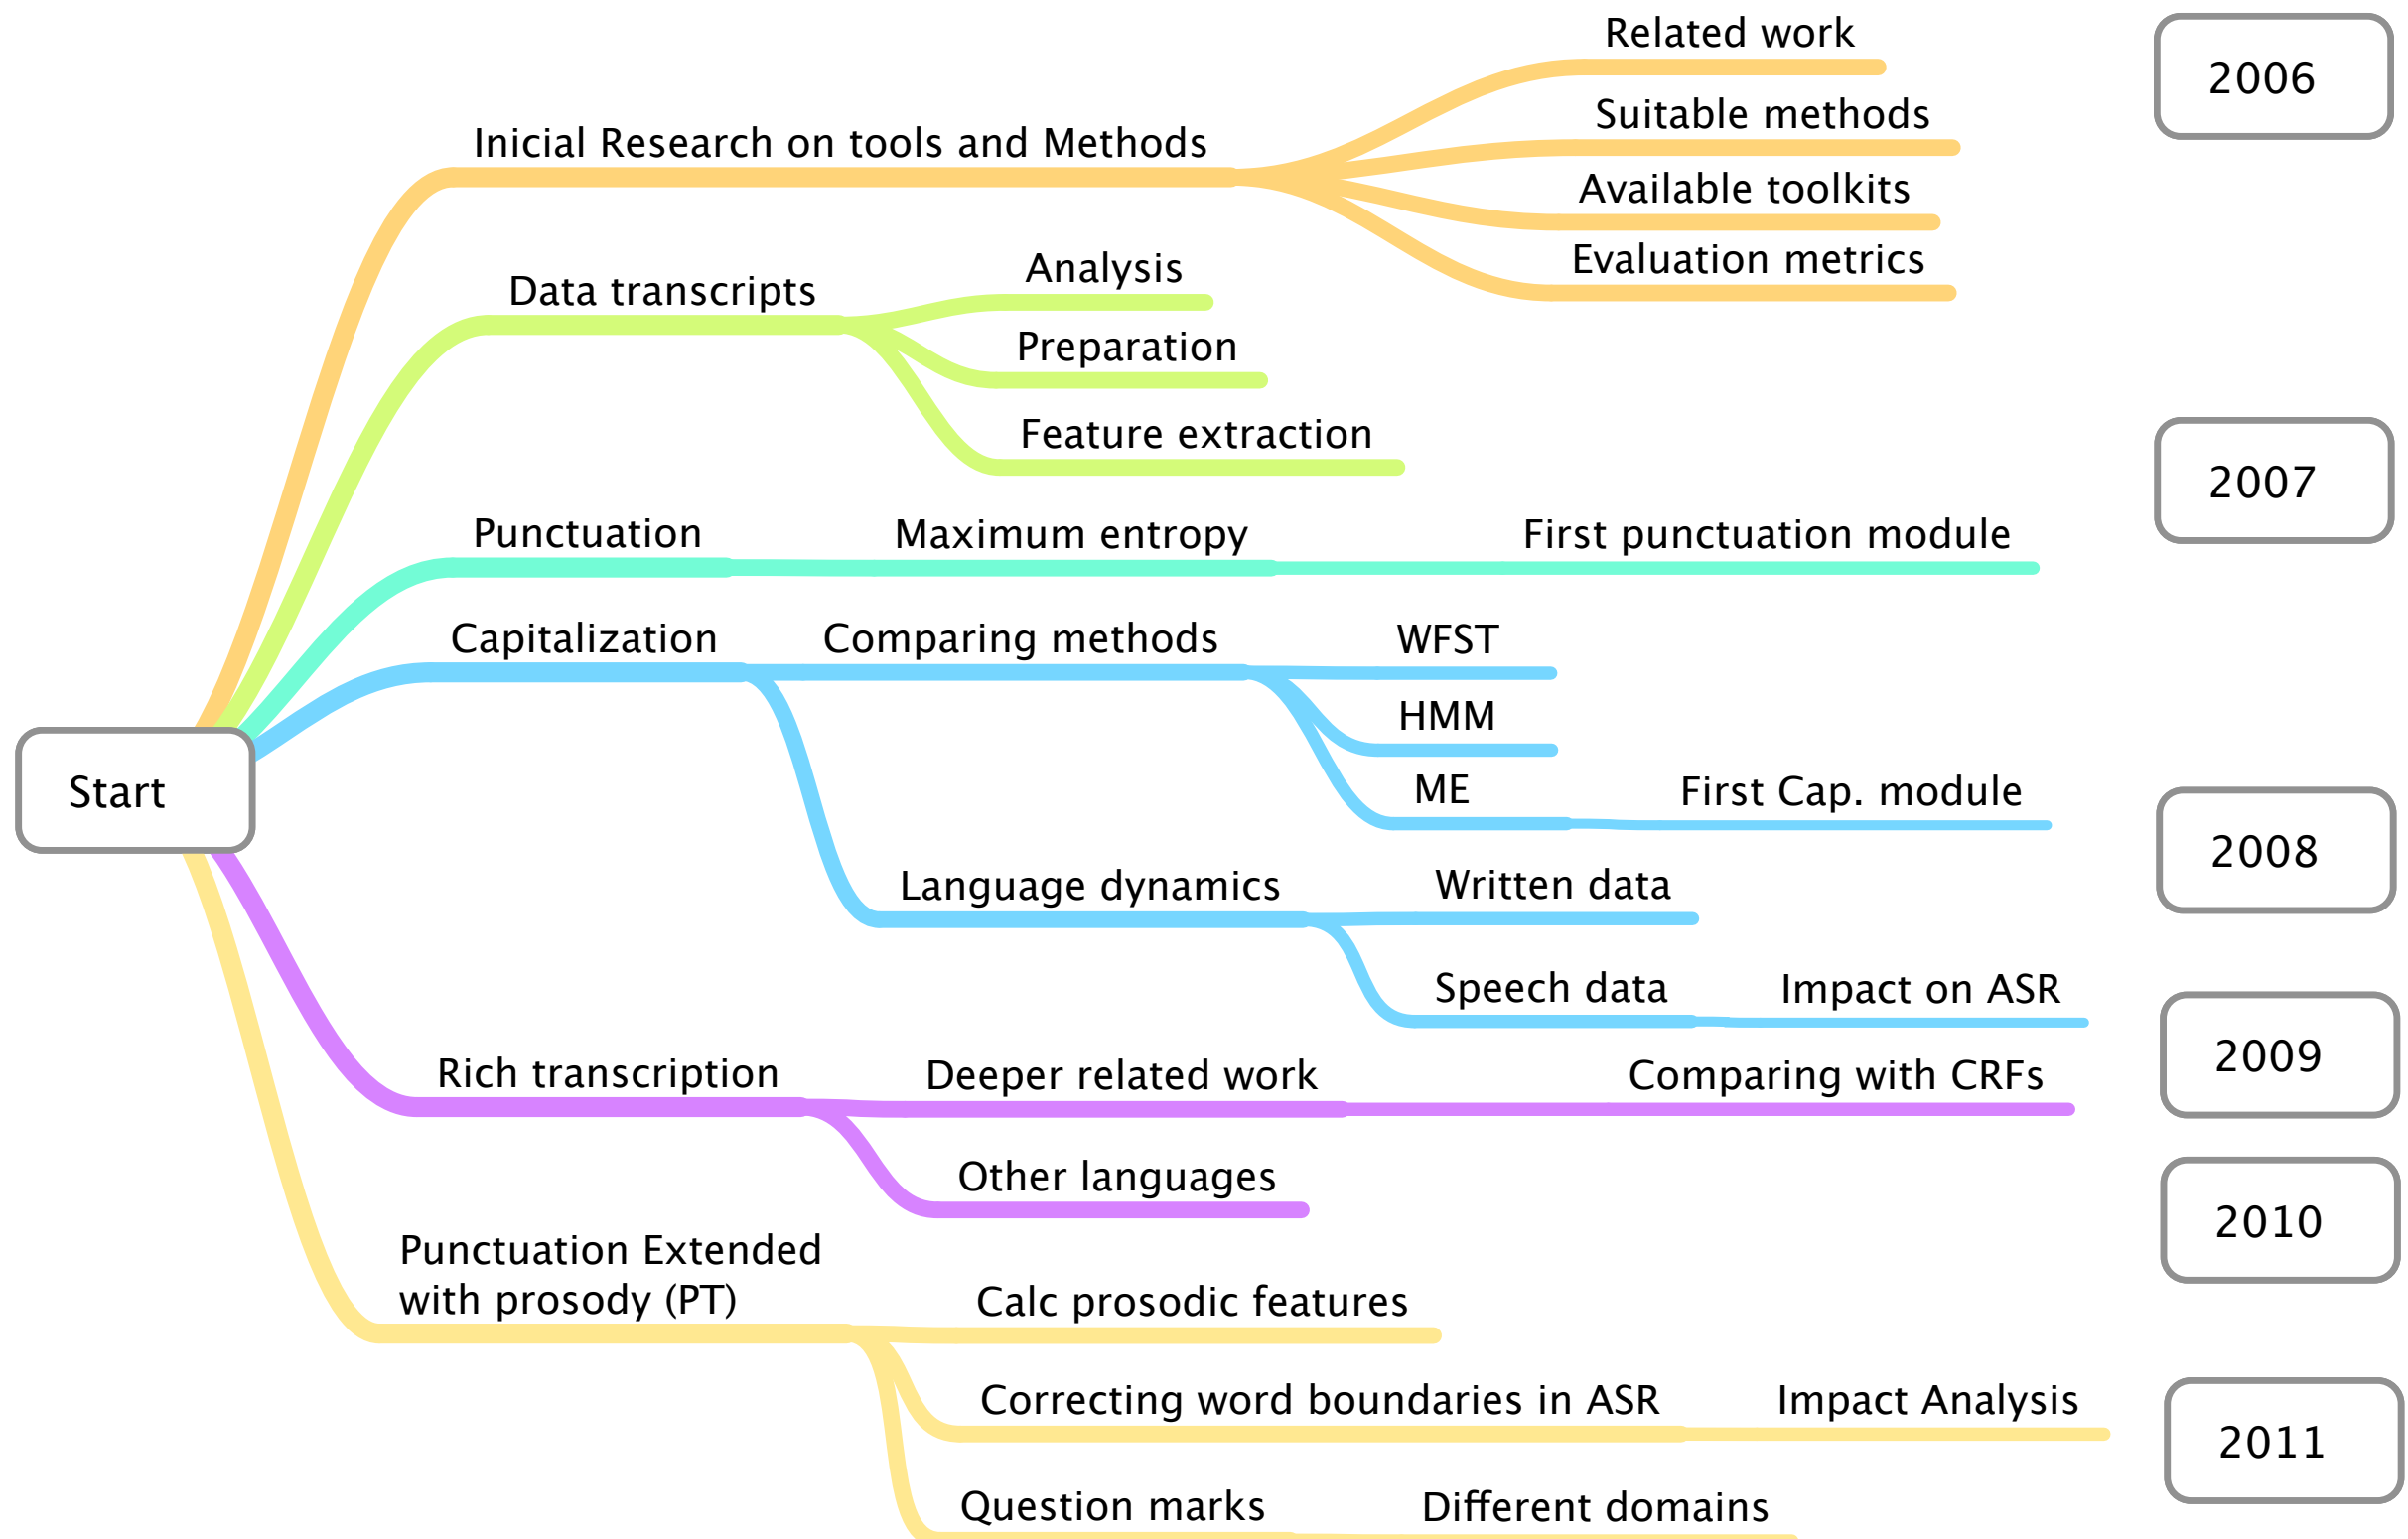 Related work
2006
Suitable methods
Inicial Research on tools and Methods
Available toolkits
Evaluation metrics
Analysis
Data transcripts
Preparation
Feature extraction
2007
Punctuation
Maximum entropy
First punctuation module
Capitalization
Comparing methods
WFST
HMM
ME
First Cap. module
Start
2008
Language dynamics
Written data
Speech data
Impact on ASR
2009
Rich transcription
Deeper related work
Comparing with CRFs
Other languages
2010
Punctuation Extended
with prosody (PT)
Calc prosodic features
Correcting word boundaries in ASR
Impact Analysis
2011
Question marks
Different domains